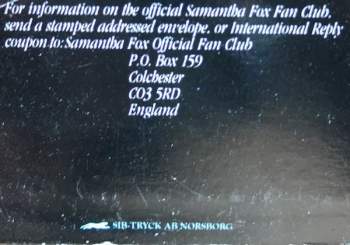 For information on the official Samantha Fox Fan Club,
send a stamped addressed envelope, or International Reply
coupon to: Samantha Fox Official Fan Club
P.O. Box 159
Colchester
CO3 5RD
England
SIB-TRYCK AB NORSBORG